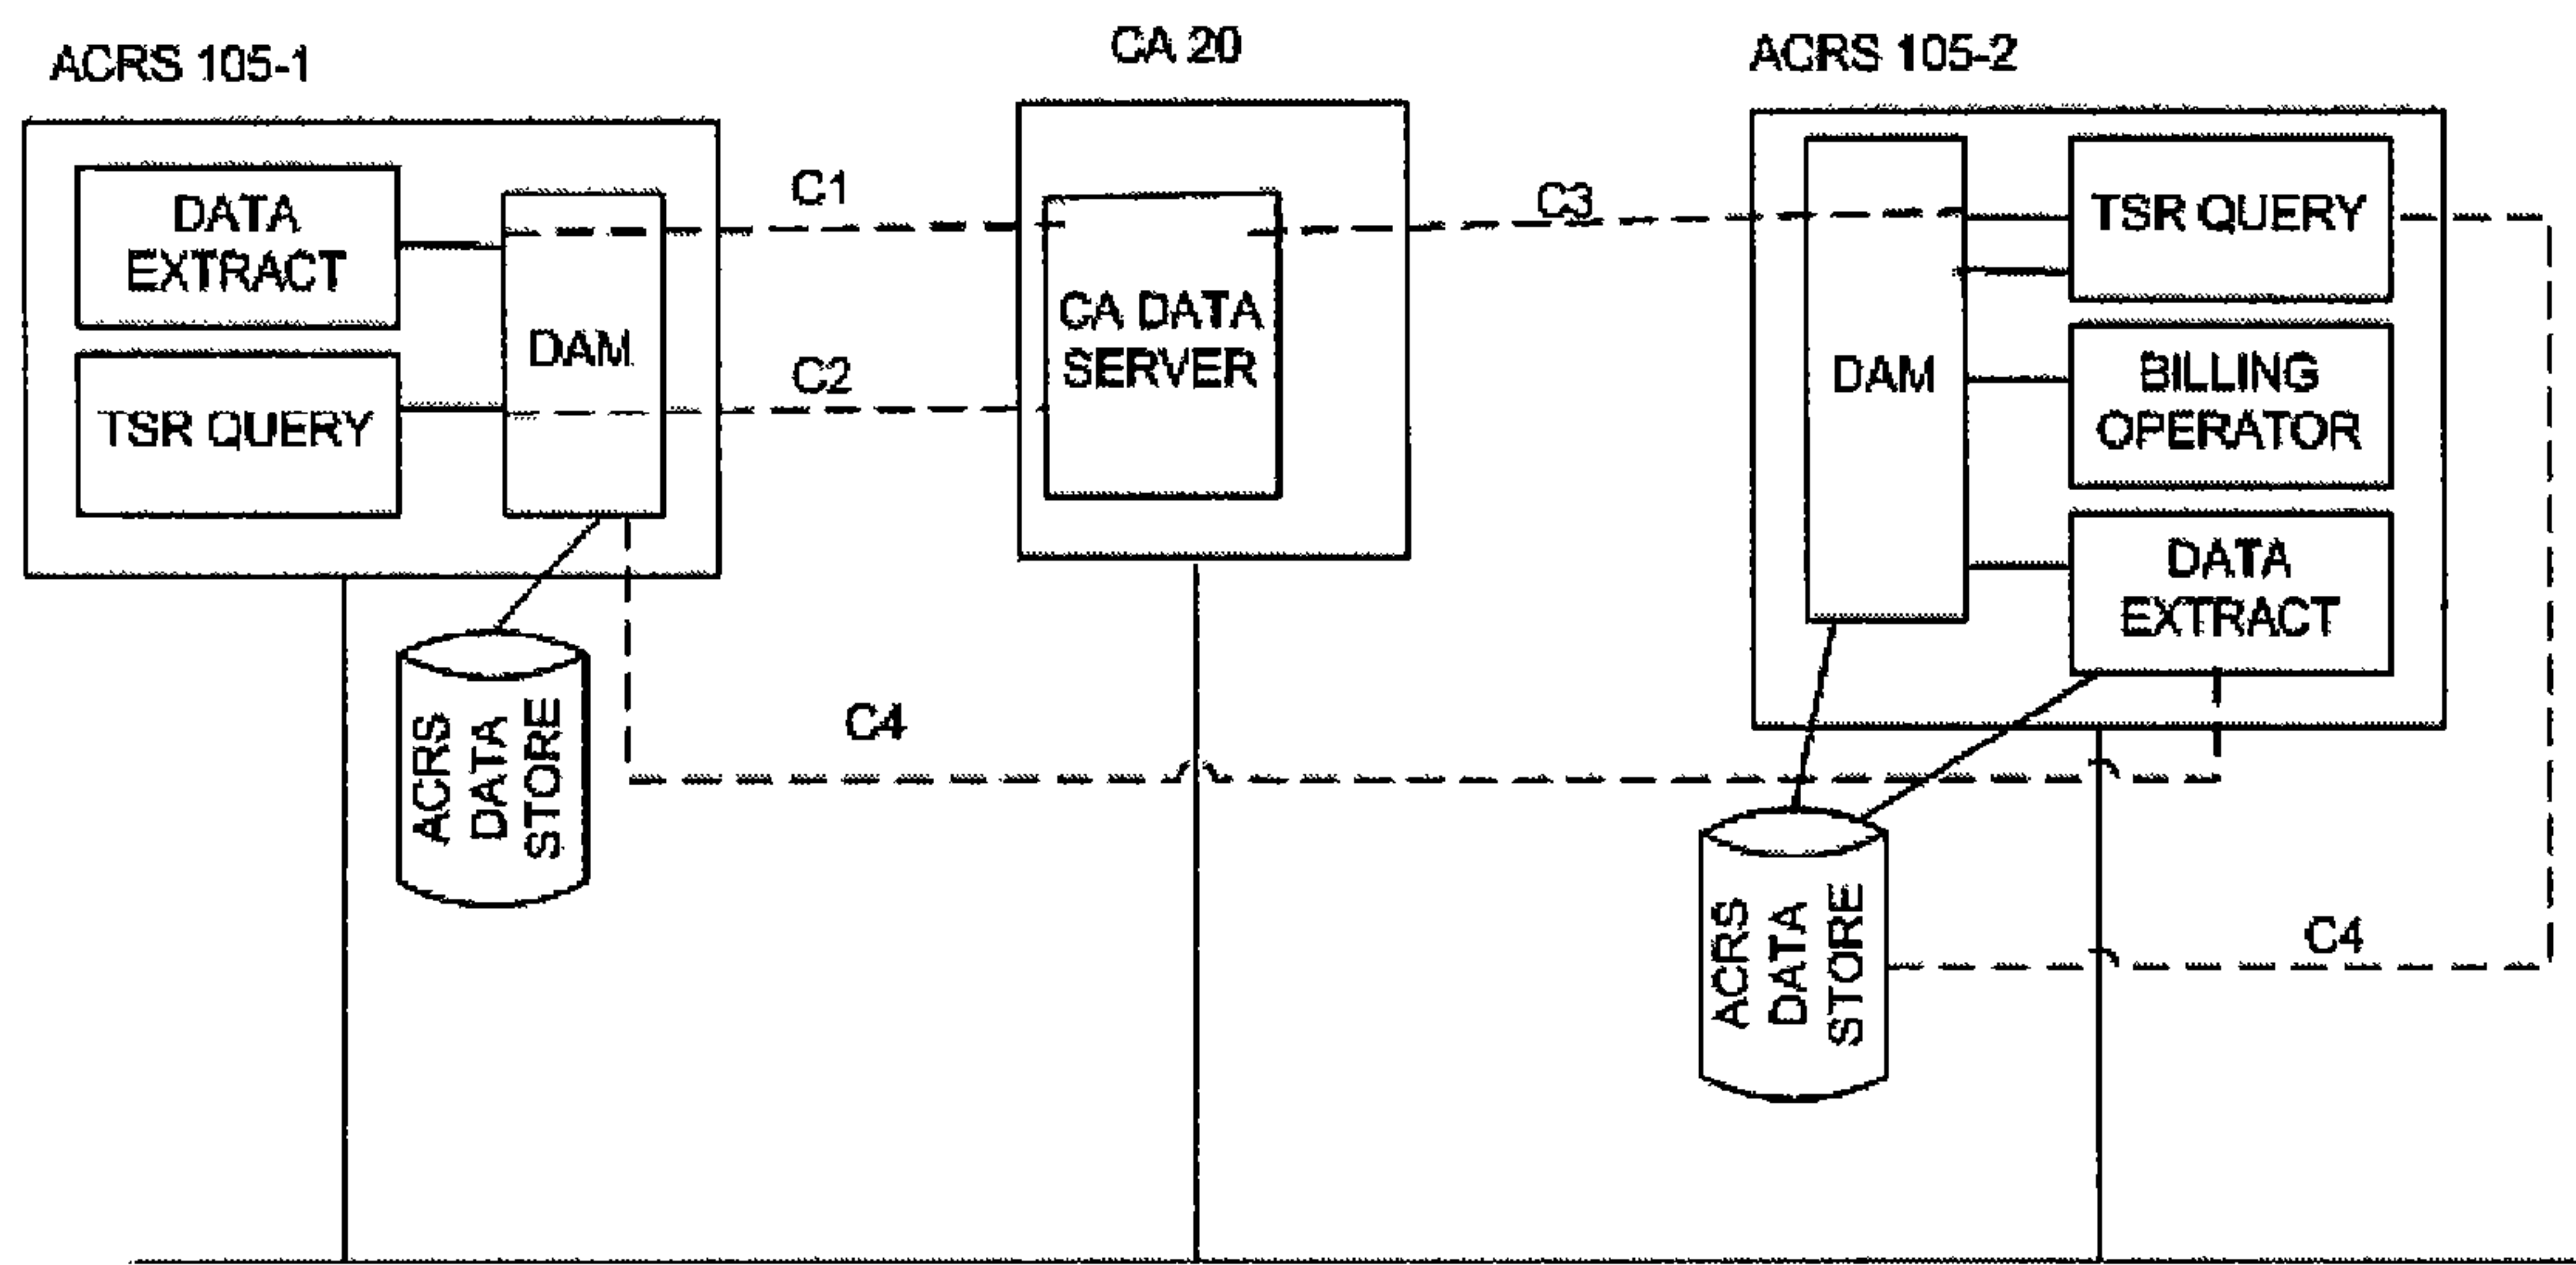 ACRS 105-1
CA 20
ACRS 105-2
DATA
EXTRACT
TSR QUERY
DAM
C1
C2
CA DATA
SERVER
C3
DAM
TSR QUERY
BILLING
OPERATOR
DATA
EXTRACT
ACRS
DATA
STORE
C4
ACRS
DATA
STORE
C4